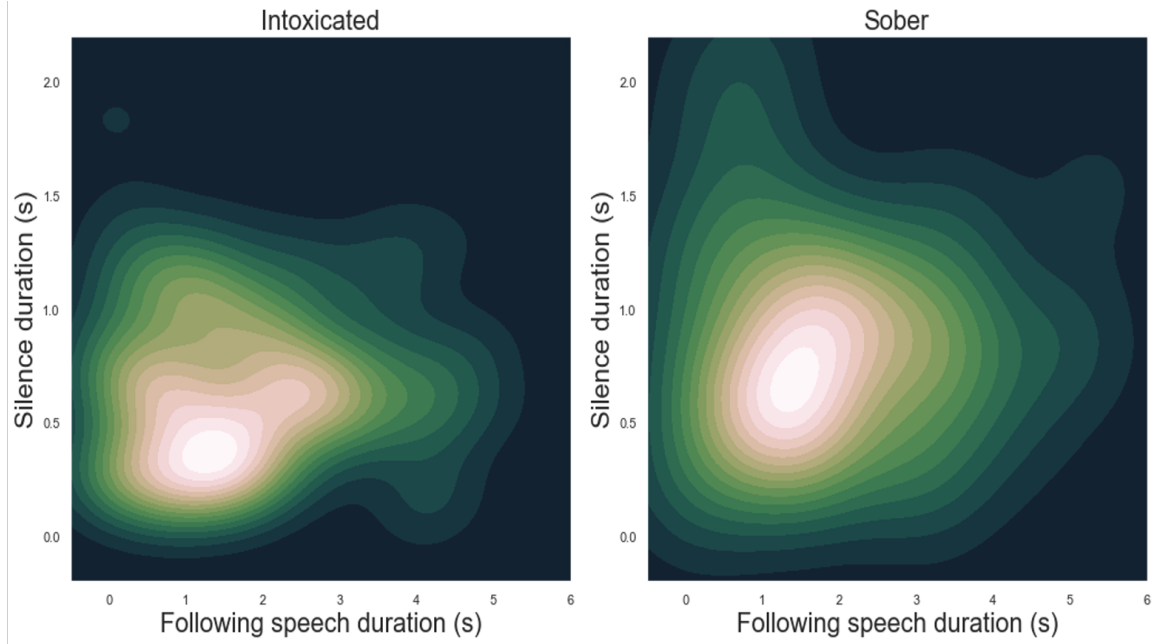 Intoxicated
Sober
Silence duration (s)
2.0
1.5
1.0
0.5
0.0
0 1 2 3 4 5 6
Following speech duration (s)
Silence duration (s)
2.0
1.5
1.0
0.5
0.0
0 1 2 3 4 5 6
Following speech duration (s)